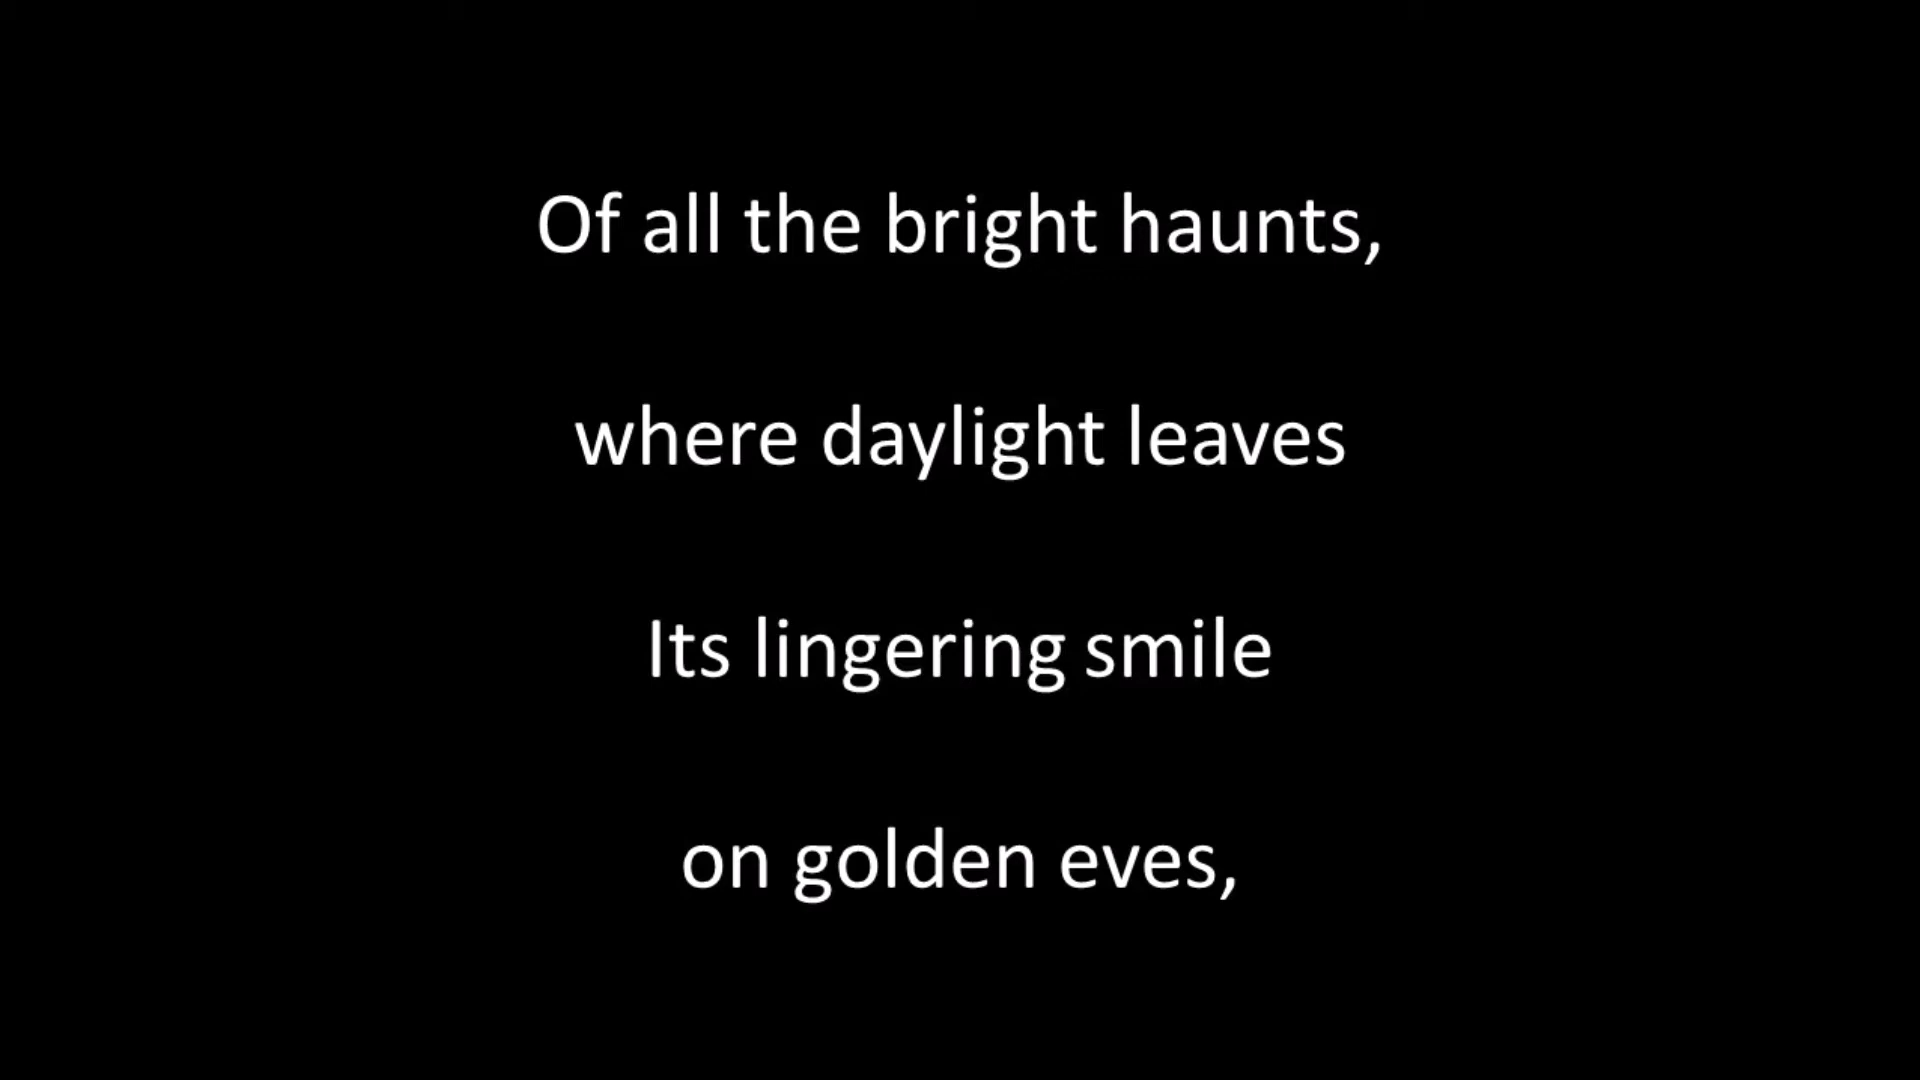 Of all the bright haunts,
where daylight leaves
Its lingering smile
on golden eves,